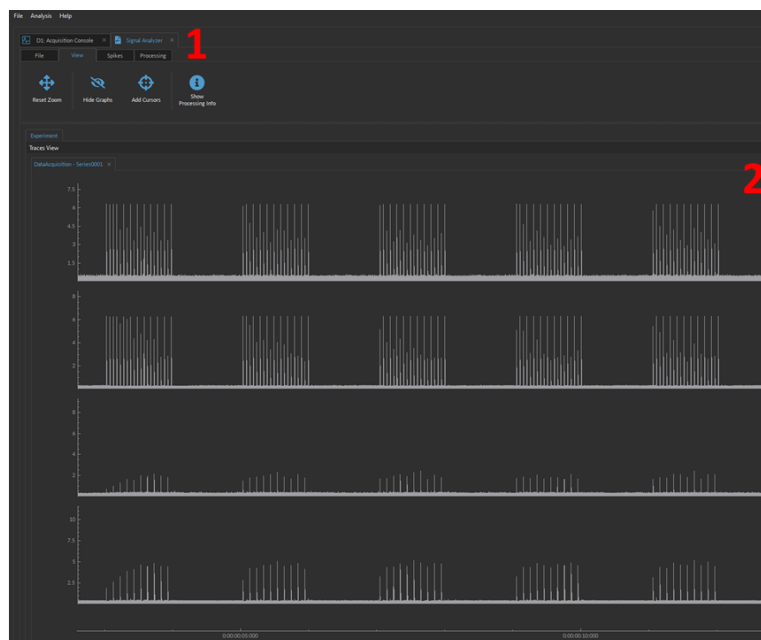 File Analysis Help
D1: Acquisition Console × Signal Analyzer ×
1
File View Spikes Processing
Reset Zoom Hide Graphs Add Cursors Show Processing Info
Experiment
Traces View
DataAcquisition - Series0001 ×
2
7.5
6
4.5
3
1.5
8
6
4
2
8
6
4
2
10
7.5
5
2.5
0:00:00:05:000 0:00:00:10:000